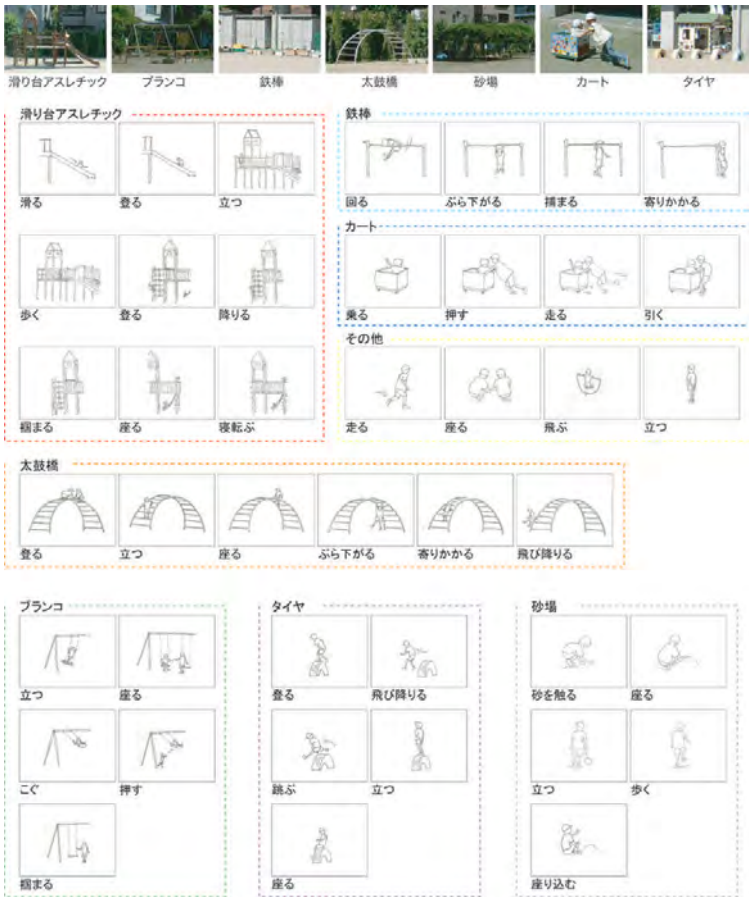 滑り台アスレチック ブランコ 鉄棒 太鼓橋 砂場 カート タイヤ
滑り台アスレチック
滑る 登る 立つ
歩く 登る 降りる
掴まる 座る 寝転ぶ
鉄棒
回る ぶら下がる 捕まる 寄りかかる
カート
乗る 押す 走る 引く
その他
走る 座る 飛ぶ 立つ
太鼓橋
登る 立つ 座る ぶら下がる 寄りかかる 飛び降りる
ブランコ
立つ 座る
こぐ 押す
掴まる
タイヤ
登る 飛び降りる
跳ぶ 立つ
座る
砂場
砂を触る 座る
立つ 歩く
座り込む